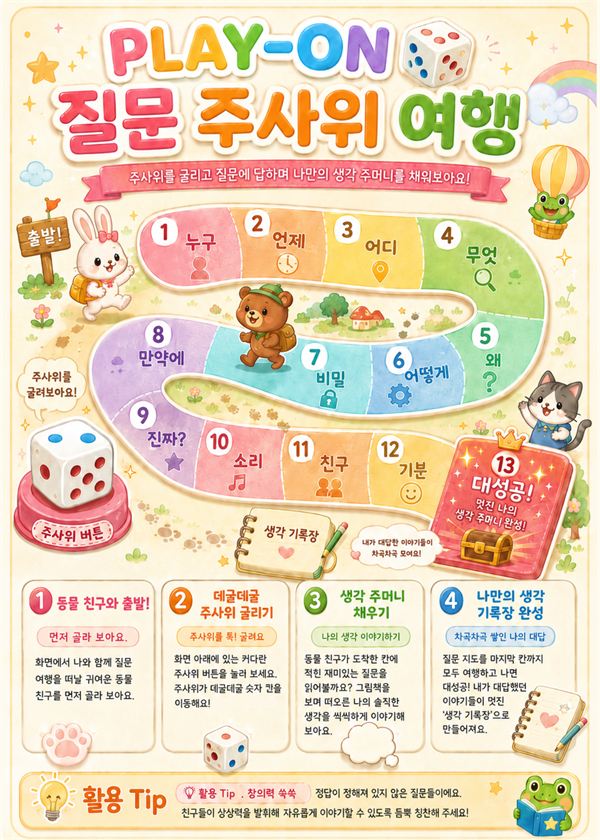 PLAY-ON
질문 주사위 여행
주사위를 굴리고 질문에 답하며 나만의 생각 주머니를 채워보아요!
출발!
1 누구
2 언제
3 어디
4 무엇
5 왜
?
6 어떻게
7 비밀
8 만약에
9 진짜?
10 소리
11 친구
12 기분
13
대성공!
멋진 나의
생각 주머니 완성!
주사위를
굴려보아요!
주사위 버튼
생각 기록장
내가 대답한 이야기들이
차곡차곡 모여요!
1 동물 친구와 출발!
먼저 골라 보아요.
화면에서 나와 함께 질문
여행을 떠날 귀여운 동물
친구를 먼저 골라 보아요.
2 데굴데굴
주사위 굴리기
주사위를 톡! 굴려요
화면 아래에 있는 커다란
주사위 버튼을 눌러 보세요.
주사위가 데굴데굴 숫자 칸을
이동해요!
3 생각 주머니
채우기
나의 생각 이야기하기
동물 친구가 도착한 칸에
적힌 재미있는 질문을
읽어볼까요? 그림책을
보며 떠오른 나의 솔직한
생각을 씩씩하게 이야기해
보아요.
4 나만의 생각
기록장 완성
차곡차곡 쌓인 나의 대답
질문 지도를 마지막 칸까지
모두 여행하고 나면
대성공! 내가 대답했던
이야기들이 멋진
'생각 기록장'으로
만들어져요.
활용 Tip
활용 Tip . 창의력 쑥쑥
정답이 정해져 있지 않은 질문들이에요.
친구들이 상상력을 발휘해 자유롭게 이야기할 수 있도록 듬뿍 칭찬해 주세요!